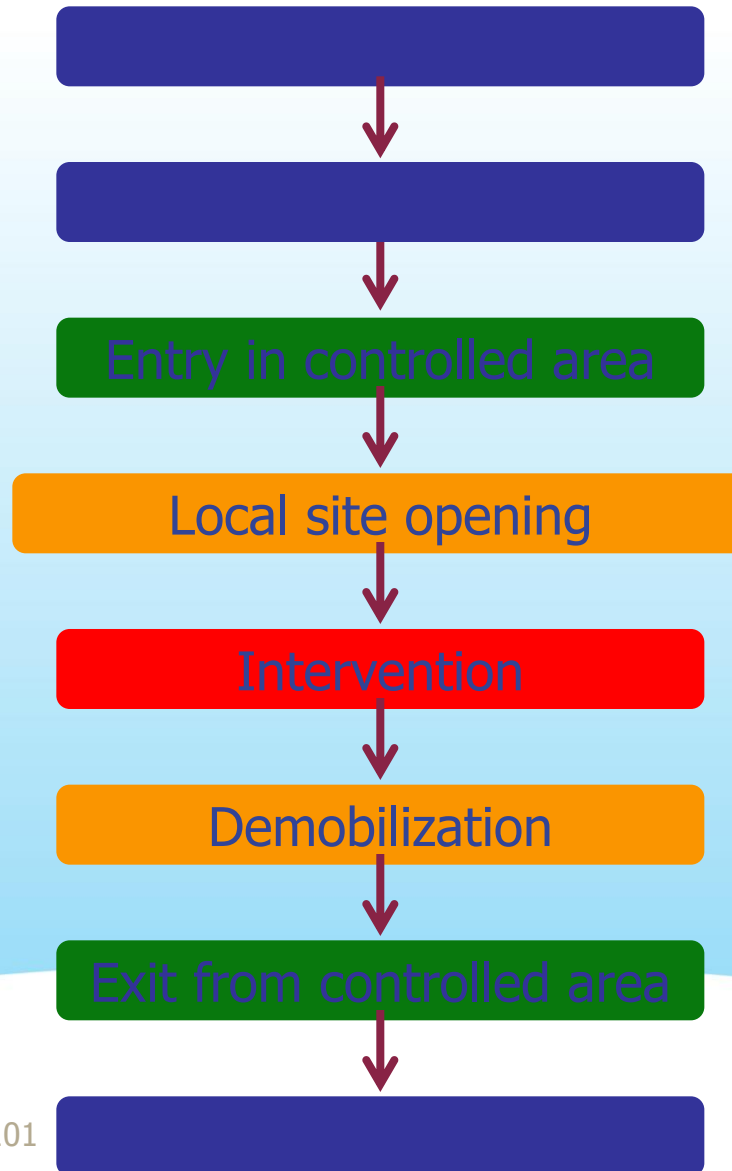 Entry in controlled area
Local site opening
Intervention
Demobilization
Exit from controlled area
01